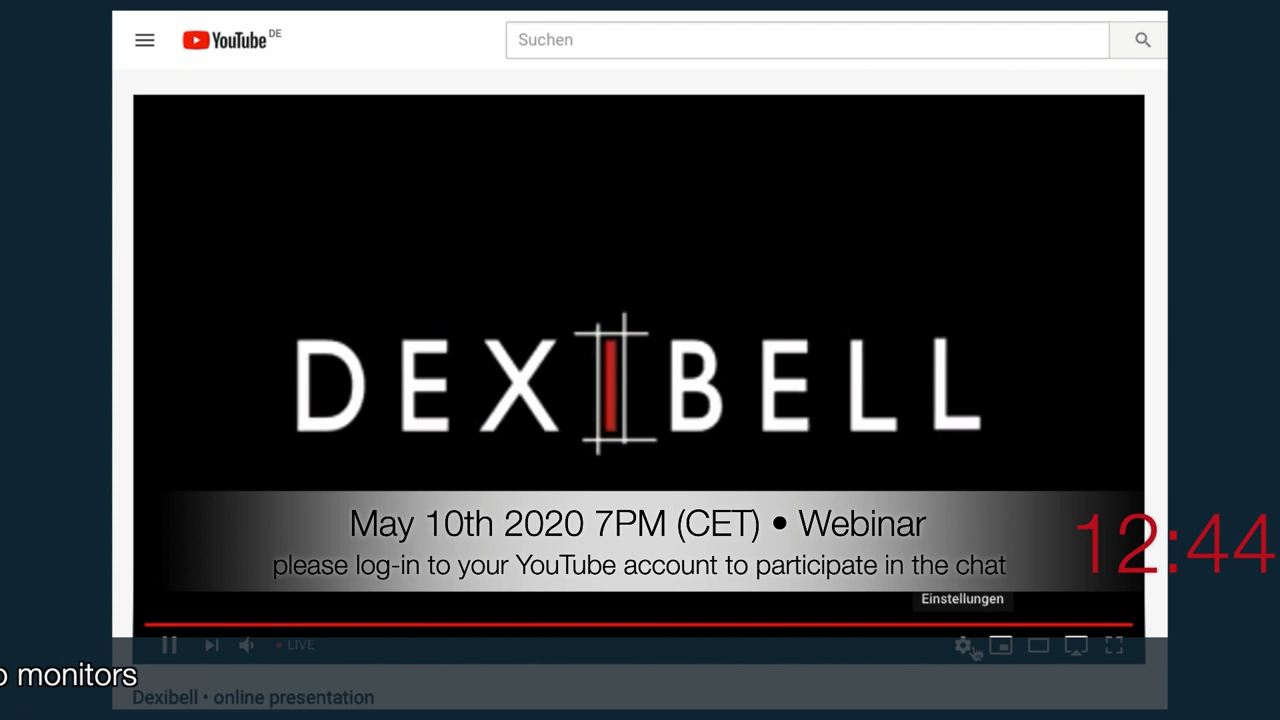 YouTube DE
Suchen
DEXIBELL
May 10th 2020 7PM (CET) • Webinar
please log-in to your YouTube account to participate in the chat
12:44
Einstellungen
LIVE
monitors
Dexibell • online presentation